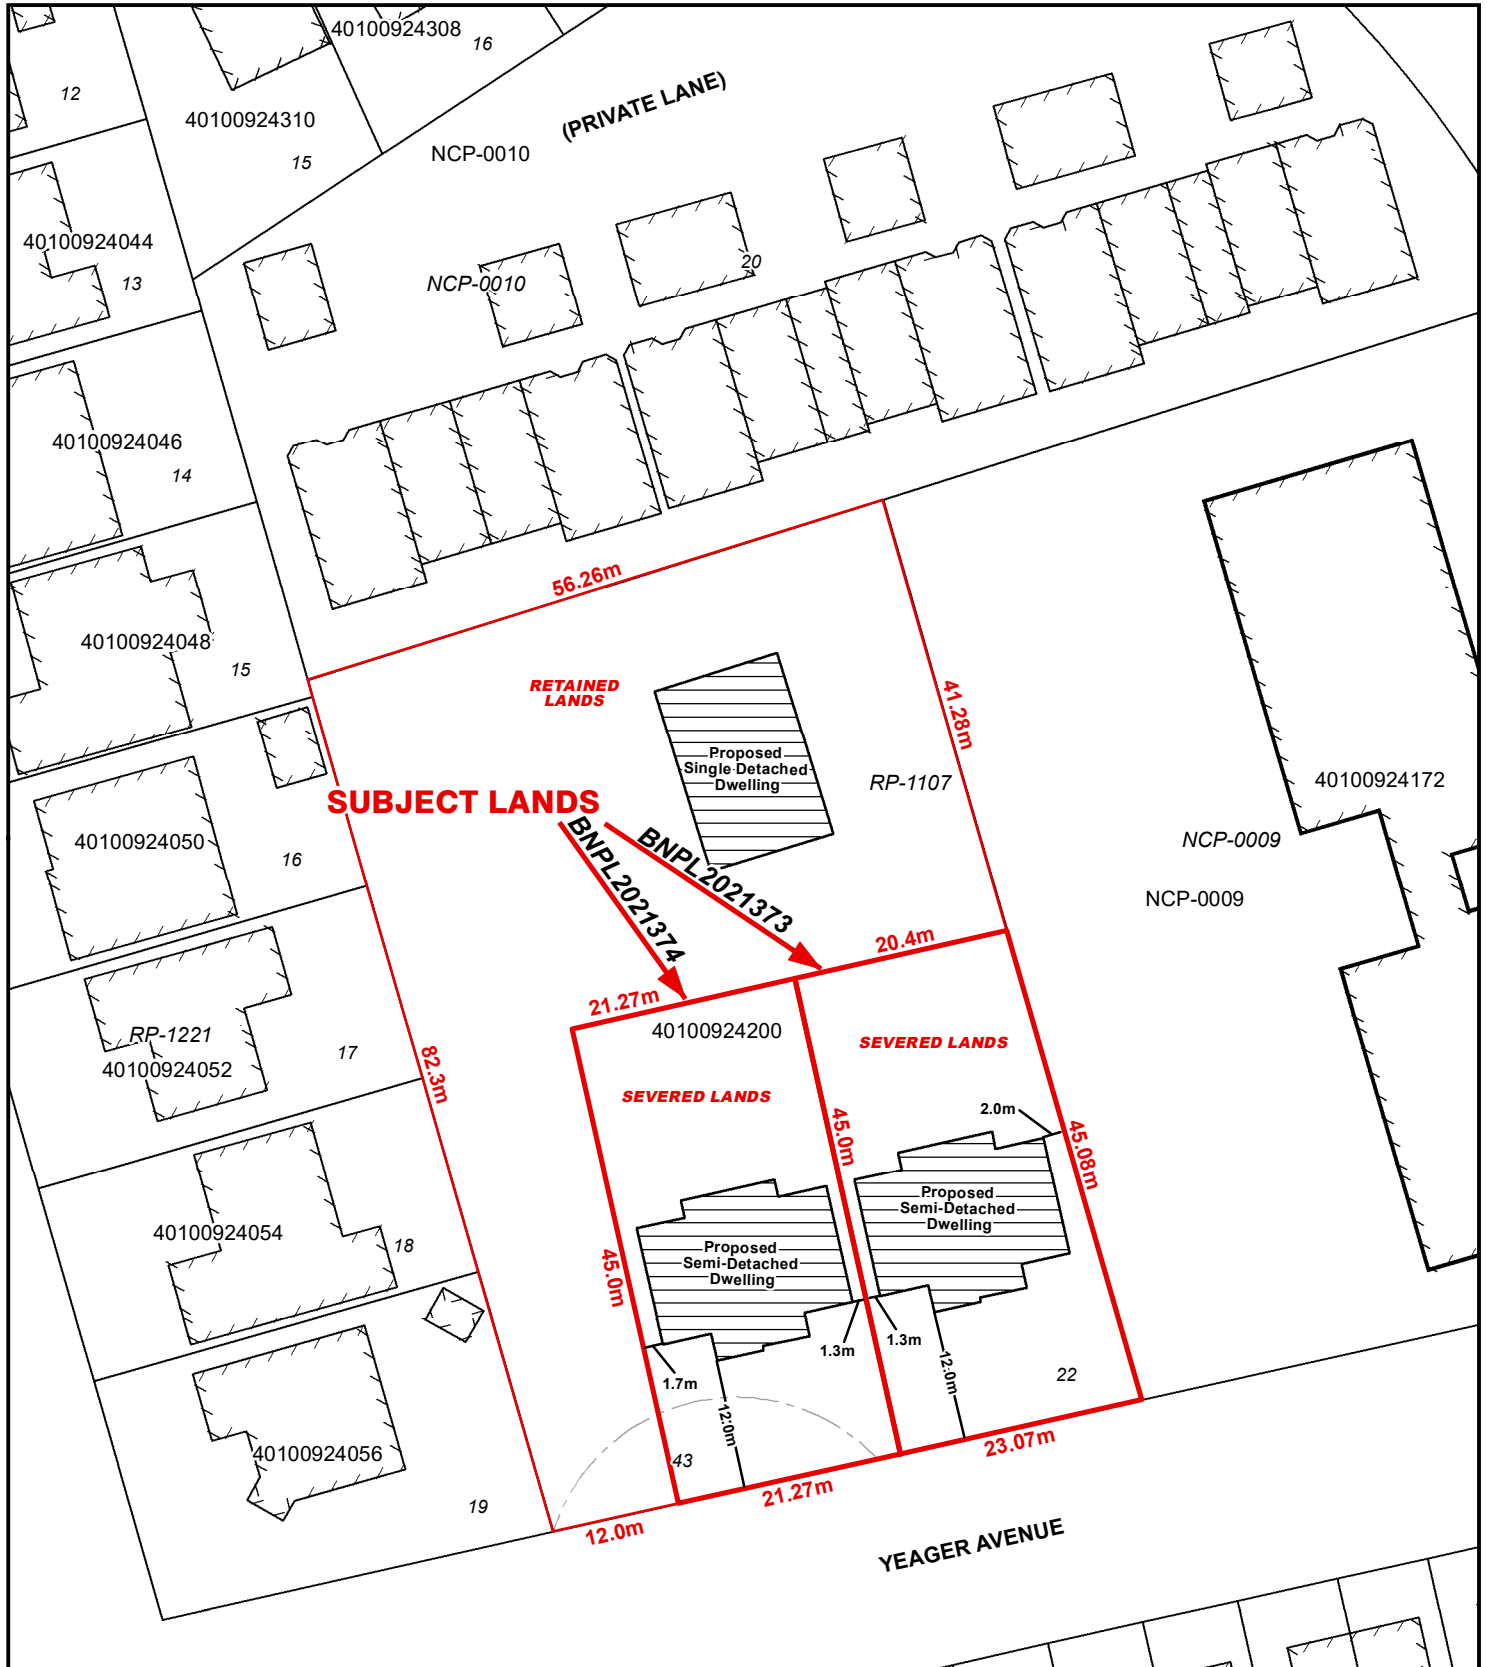 40100924308
16
12
40100924310
15
(PRIVATE LANE)
NCP-0010
40100924044
13
NCP-0010
20
40100924046
14
56.26m
40100924048
15
RETAINED
LANDS
41.28m
Proposed
Single Detached
Dwelling
RP-1107
40100924172
SUBJECT LANDS
BNPL2021374
BNPL2021373
40100924050
16
NCP-0009
NCP-0009
20.4m
21.27m
40100924200
SEVERED LANDS
RP-1221
40100924052
17
82.3m
SEVERED LANDS
2.0m
45.0m
45.08m
Proposed
Semi-Detached
Dwelling
40100924054
18
Proposed
Semi-Detached
Dwelling
45.0m
1.3m
1.3m
1.7m
12.0m
12.0m
22
40100924056
43
19
23.07m
21.27m
12.0m
YEAGER AVENUE